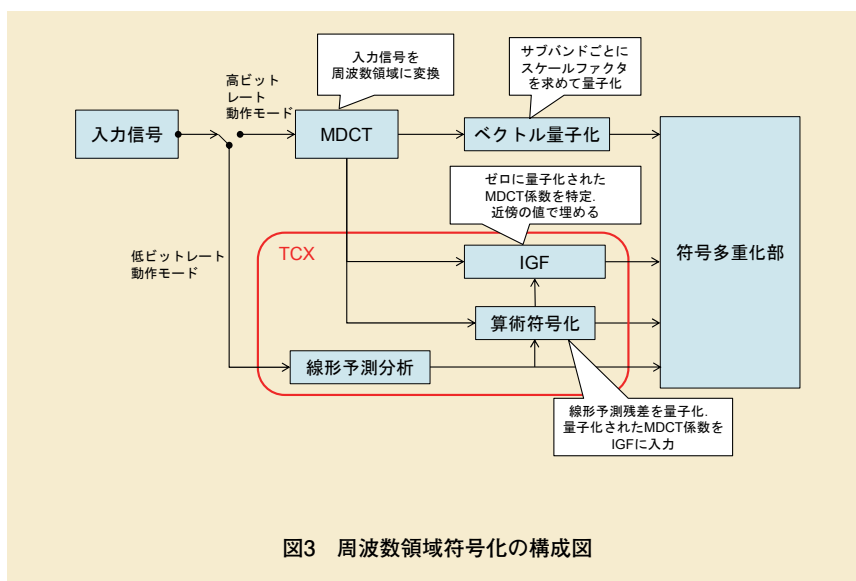 入力信号を
周波数領域に変換
サブバンドごとに
スケールファクタ
を求めて量子化
高ビット
レート
動作モード
入力信号
MDCT
ベクトル量子化
ゼロに量子化された
MDCT係数を特定.
近傍の値で埋める
低ビットレート
動作モード
TCX
IGF
符号多重化部
算術符号化
線形予測分析
線形予測残差を量子化.
量子化されたMDCT係数を
IGFに入力
図3 周波数領域符号化の構成図